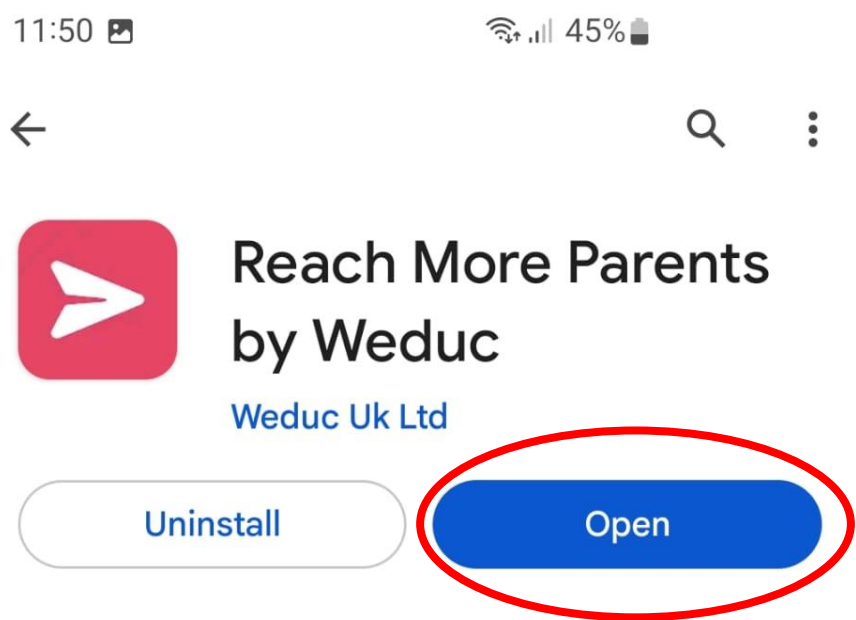 11:50 45%
Reach More Parents
by Weduc
Weduc Uk Ltd
Uninstall Open